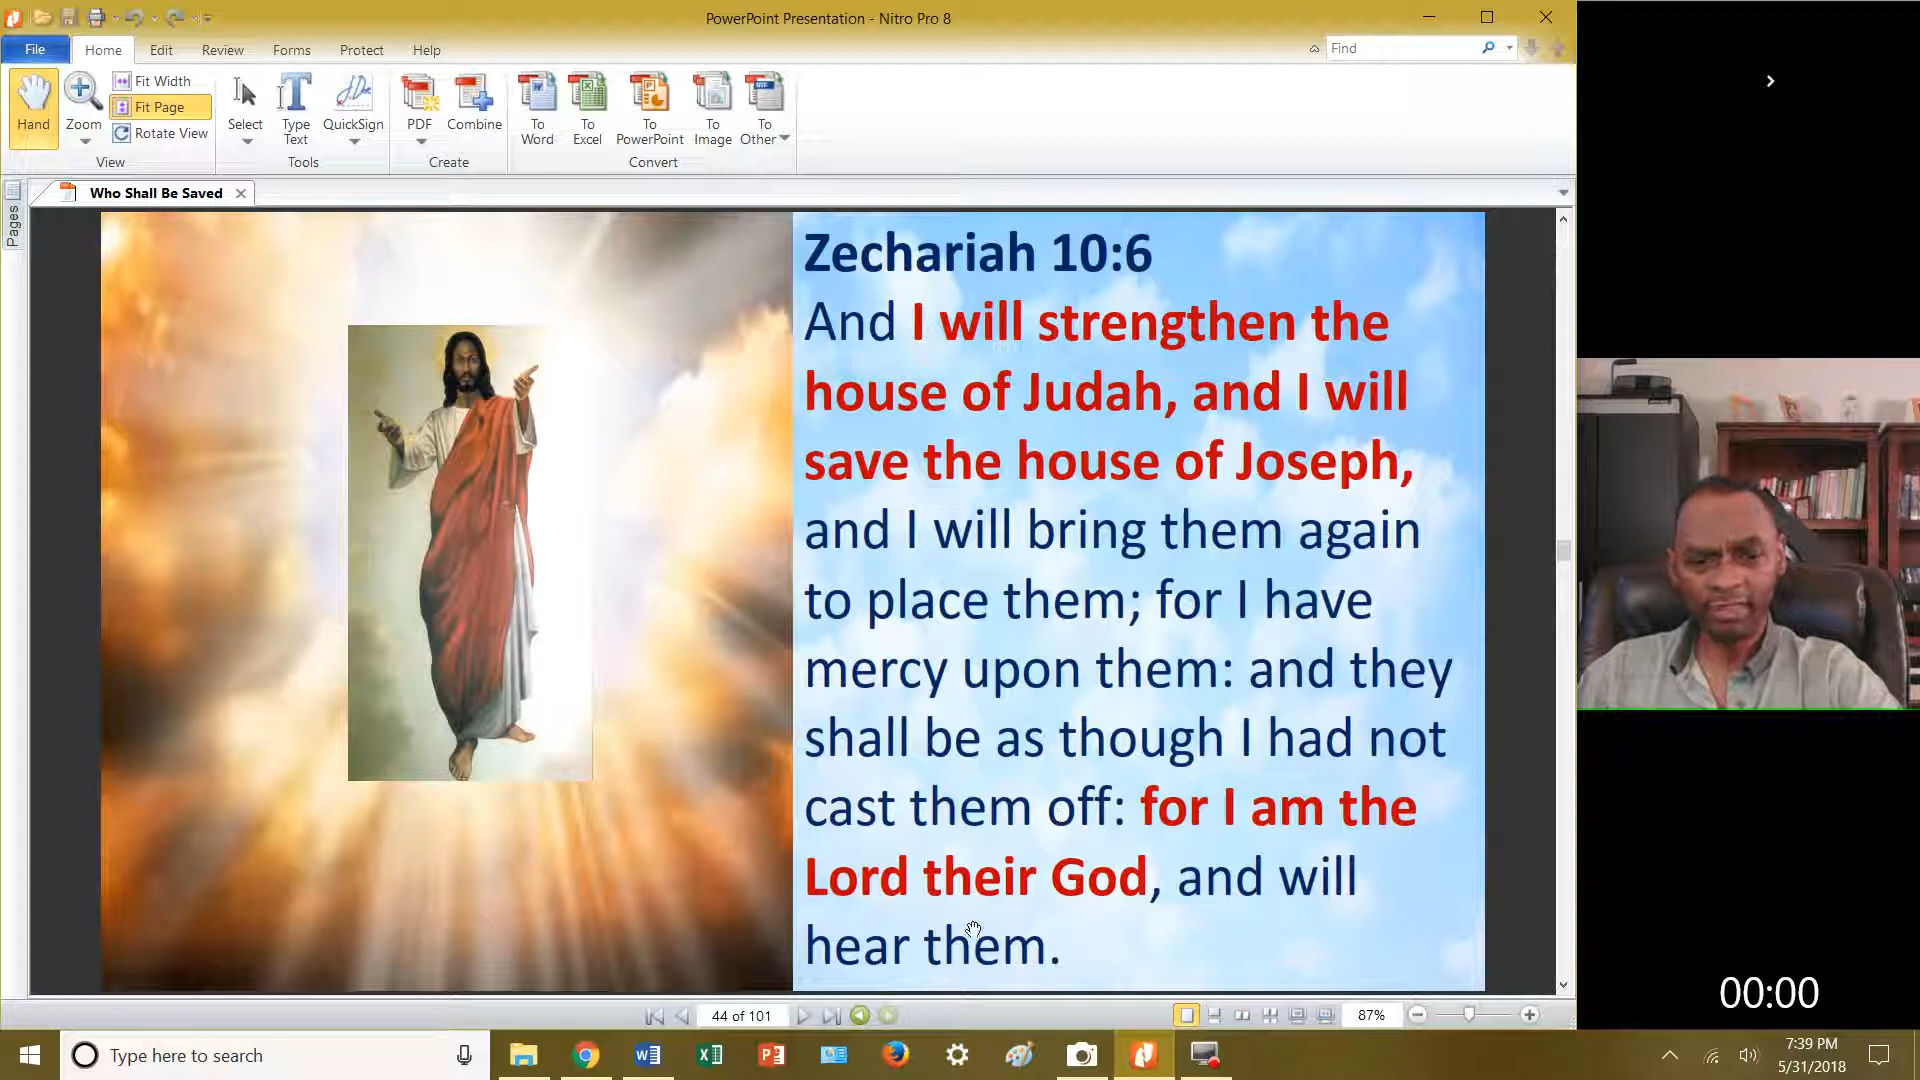 PowerPoint Presentation - Nitro Pro 8
File Home Edit Review Forms Protect Help
Find
Hand
Zoom
Fit Width
Fit Page
Rotate View
View
Select
Type Text
QuickSign
Tools
PDF
Combine
Create
To Word
To Excel
To PowerPoint
To Image
To Other
Convert
Who Shall Be Saved
Pages
Zechariah 10:6
And I will strengthen the
house of Judah, and I will
save the house of Joseph,
and I will bring them again
to place them; for I have
mercy upon them: and they
shall be as though I had not
cast them off: for I am the
Lord their God, and will
hear them.
00:00
44 of 101
87%
Type here to search
7:39 PM
5/31/2018